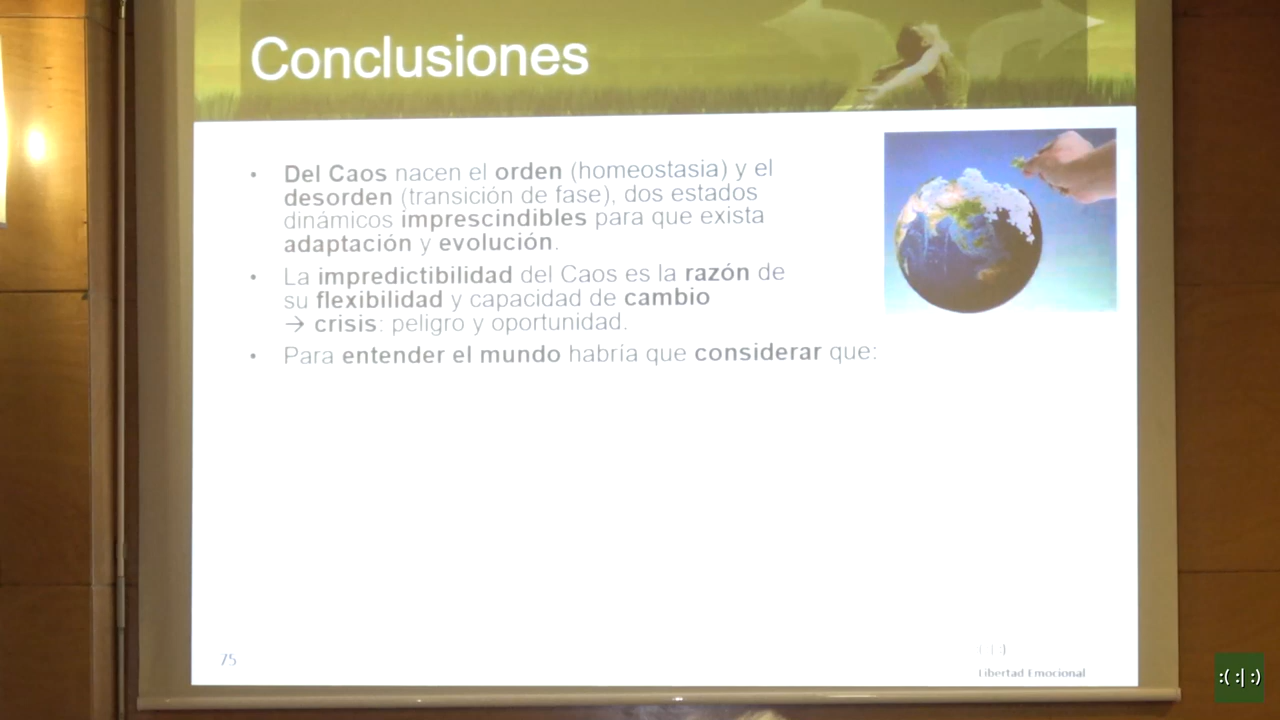 Conclusiones
• Del Caos nacen el orden (homeostasia) y el
desorden (transición de fase), dos estados
dinámicos imprescindibles para que exista
adaptación y evolución.
• La impredictibilidad del Caos es la razón de
su flexibilidad y capacidad de cambio
→ crisis: peligro y oportunidad.
• Para entender el mundo habría que considerar que:
75
Libertad Emocional
:( :| :)